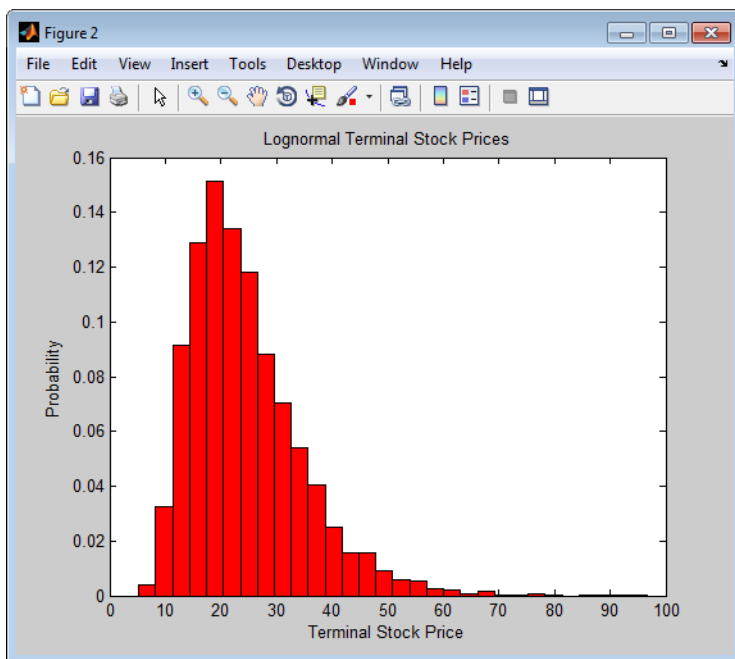 Figure 2
File Edit View Insert Tools Desktop Window Help
Lognormal Terminal Stock Prices
0.16
0.14
0.12
0.1
0.08
0.06
0.04
0.02
0
Probability
0 10 20 30 40 50 60 70 80 90 100
Terminal Stock Price